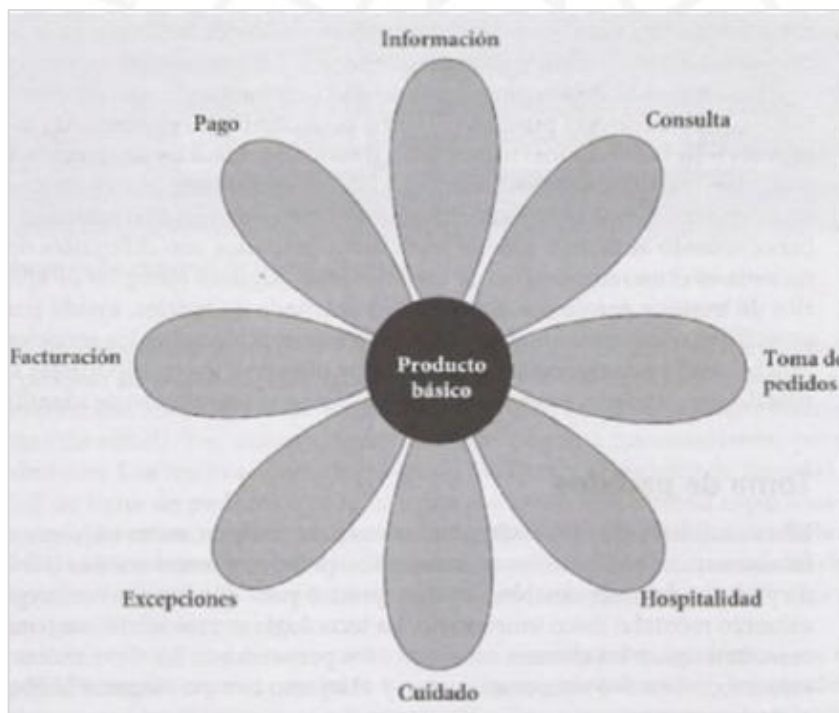 Información
Consulta
Toma de
pedidos
Hospitalidad
Cuidado
Excepciones
Facturación
Pago
Producto
básico